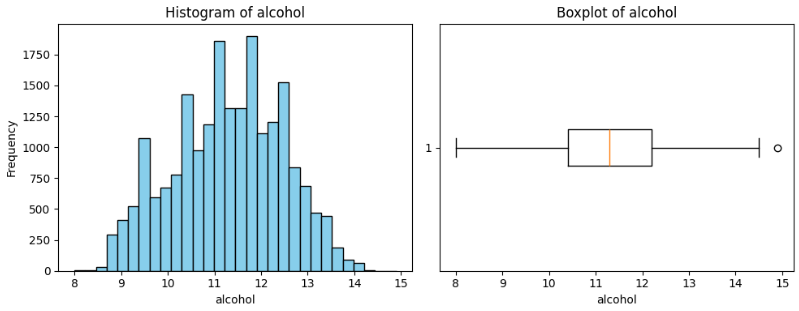 Histogram of alcohol
Frequency
1750
1500
1250
1000
750
500
250
0
8 9 10 11 12 13 14 15
alcohol
Boxplot of alcohol
1
8 9 10 11 12 13 14 15
alcohol